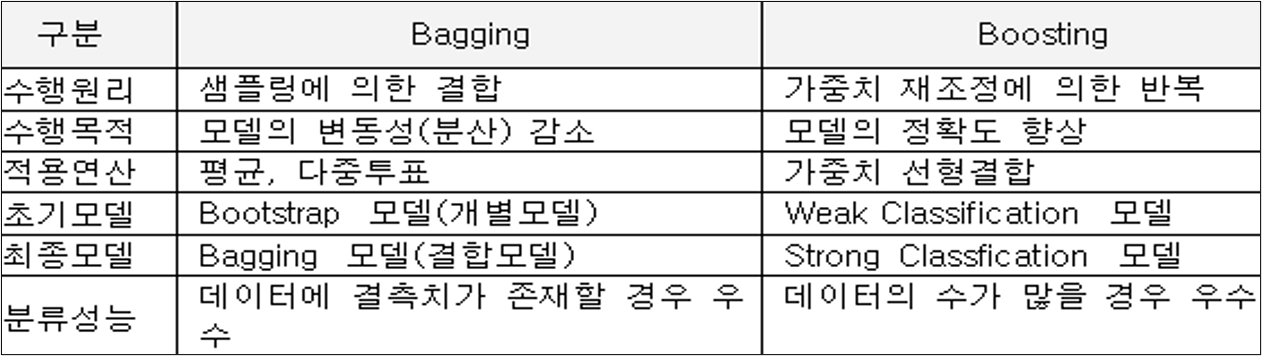 구분 Bagging Boosting
수행원리 샘플링에 의한 결합 가중치 재조정에 의한 반복
수행목적 모델의 변동성(분산) 감소 모델의 정확도 향상
적용연산 평균, 다중투표 가중치 선형결합
초기모델 Bootstrap 모델(개별모델) Weak Classification 모델
최종모델 Bagging 모델(결합모델) Strong Classfication 모델
분류성능 데이터에 결측치가 존재할 경우 우 데이터의 수가 많을 경우 우수
수